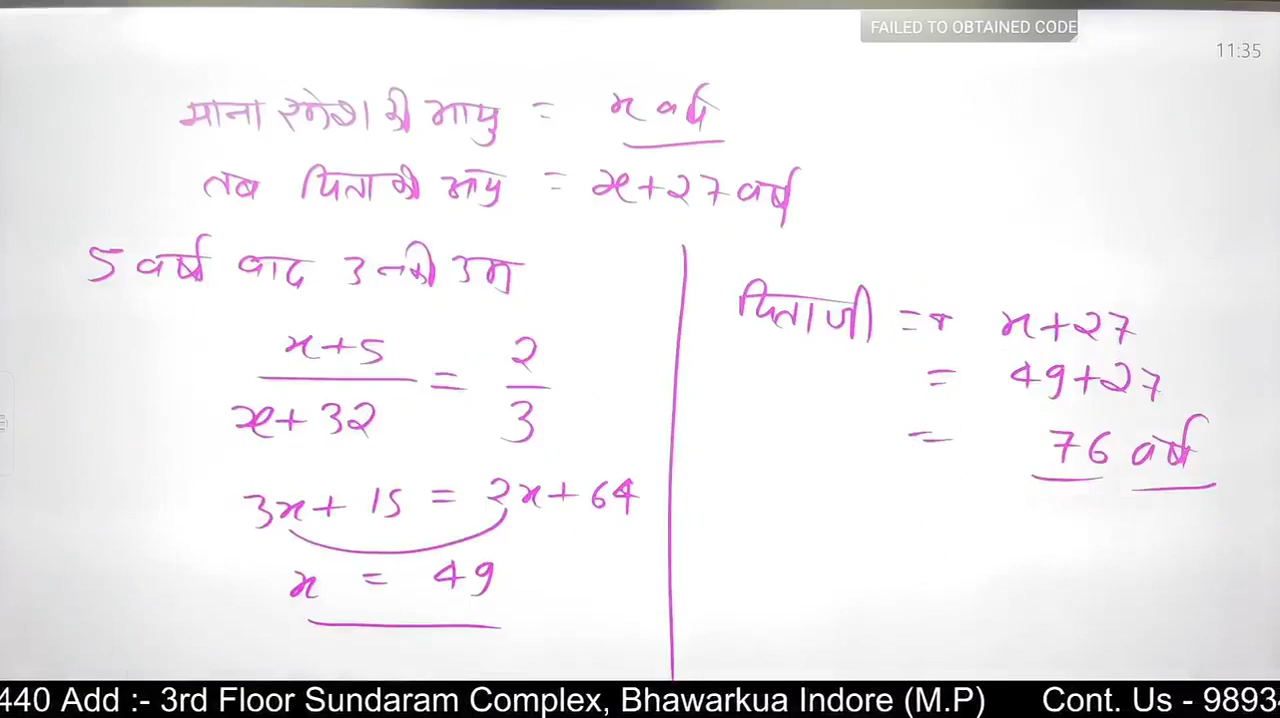 FAILED TO OBTAINED CODE
11:35
माना रमेश की आयु = x वर्ष
तब पिता की आयु = x+27 वर्ष
5 वर्ष बाद उनकी उम्र
x+5 / x+32 = 2 / 3
3x+15 = 2x+64
x = 49
पिताजी = x+27
= 49+27
= 76 वर्ष
440 Add :- 3rd Floor Sundaram Complex, Bhawarkua Indore (M.P) Cont. Us - 9893